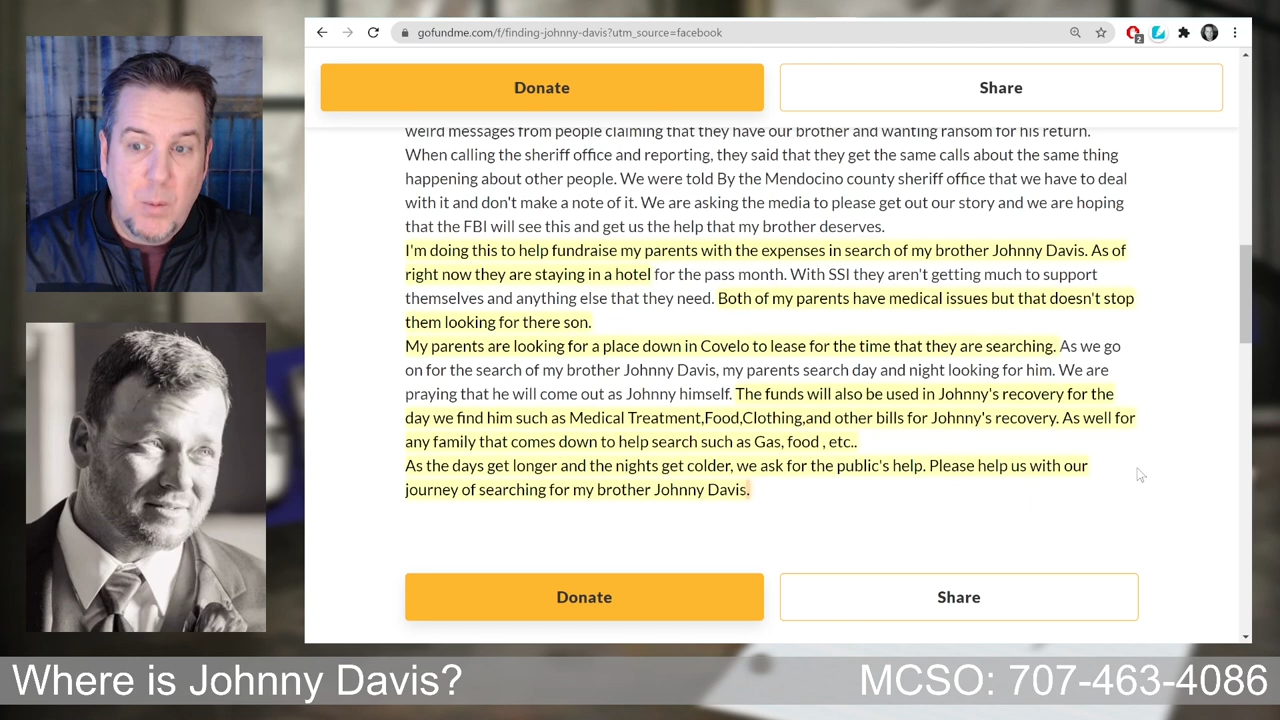 gofundme.com/f/finding-johnny-davis?utm_source=facebook
2
Donate
Share
weird messages from people claiming that they have our brother and wanting ransom for his return.
When calling the sheriff office and reporting, they said that they get the same calls about the same thing
happening about other people. We were told By the Mendocino county sheriff office that we have to deal
with it and don't make a note of it. We are asking the media to please get out our story and we are hoping
that the FBI will see this and get us the help that my brother deserves.
I'm doing this to help fundraise my parents with the expenses in search of my brother Johnny Davis. As of
right now they are staying in a hotel for the pass month. With SSI they aren't getting much to support
themselves and anything else that they need. Both of my parents have medical issues but that doesn't stop
them looking for there son.
My parents are looking for a place down in Covelo to lease for the time that they are searching. As we go
on for the search of my brother Johnny Davis, my parents search day and night looking for him. We are
praying that he will come out as Johnny himself. The funds will also be used in Johnny's recovery for the
day we find him such as Medical Treatment,Food,Clothing,and other bills for Johnny's recovery. As well for
any family that comes down to help search such as Gas, food , etc..
As the days get longer and the nights get colder, we ask for the public's help. Please help us with our
journey of searching for my brother Johnny Davis.
Donate
Share
Where is Johnny Davis?
MCSO: 707-463-4086